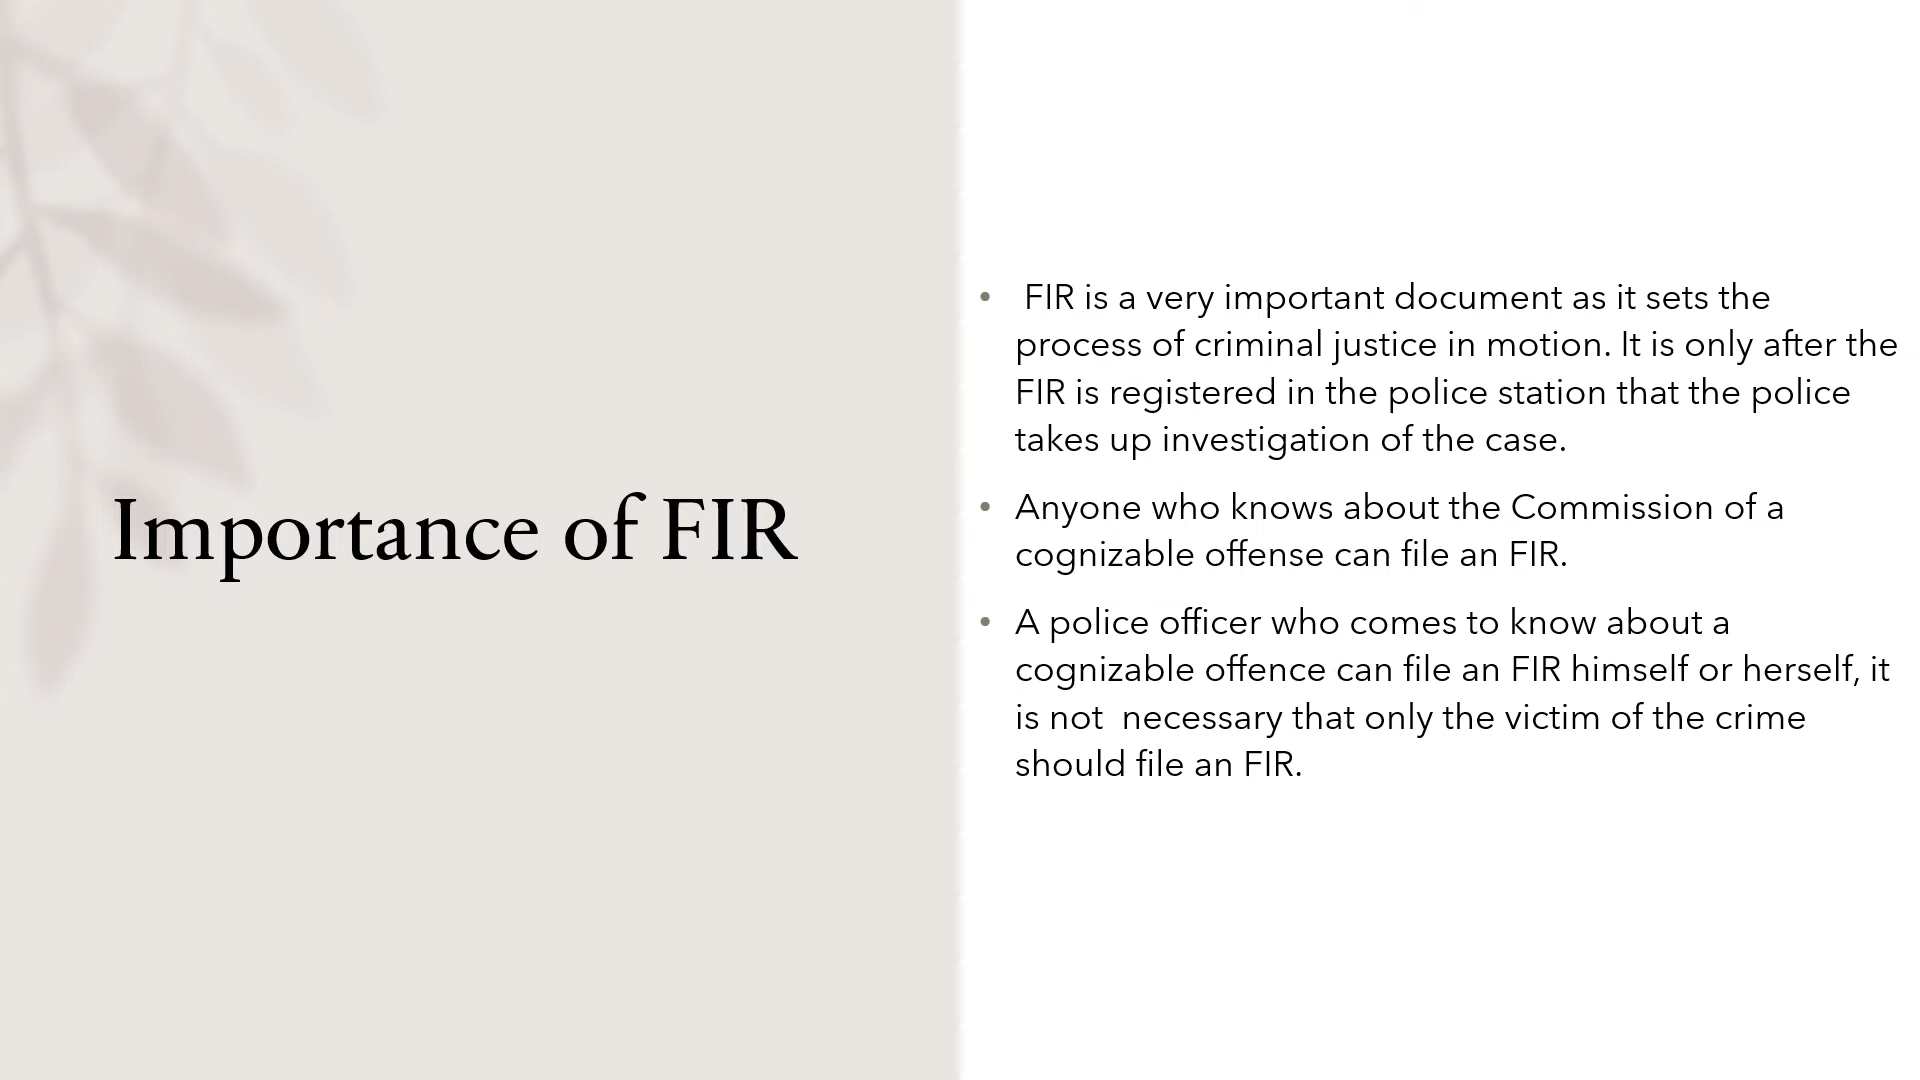 Importance of FIR
• FIR is a very important document as it sets the
process of criminal justice in motion. It is only after the
FIR is registered in the police station that the police
takes up investigation of the case.
• Anyone who knows about the Commission of a
cognizable offense can file an FIR.
• A police officer who comes to know about a
cognizable offence can file an FIR himself or herself, it
is not  necessary that only the victim of the crime
should file an FIR.